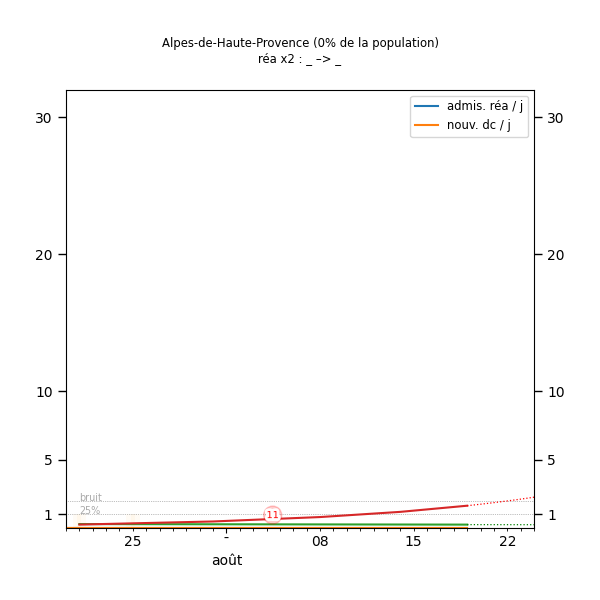 Alpes-de-Haute-Provence (0% de la population)
réa x2 : _ –> _
admis. réa / j
nouv. dc / j
30 30
20 20
10 10
5 5
bruit
25%
1 11 1
25 - 08 15 22
août